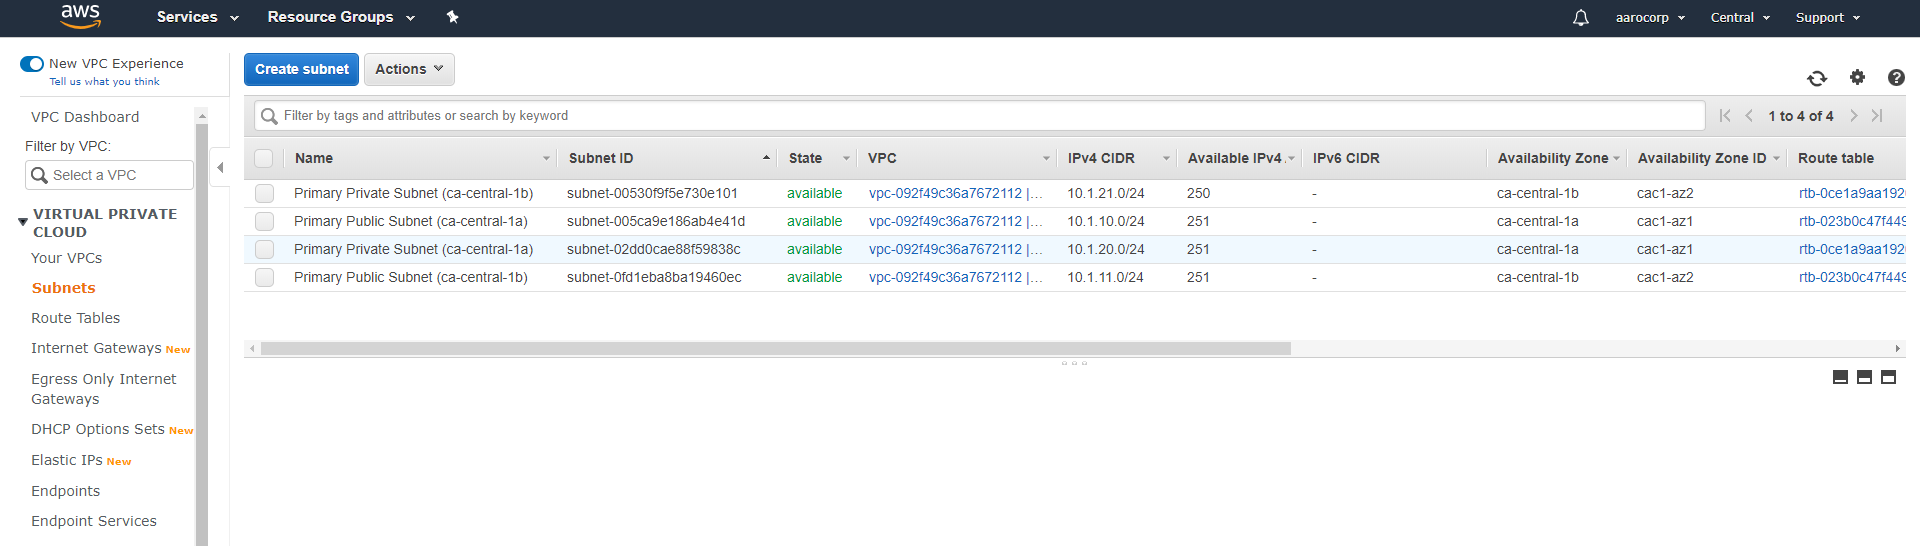 aws Services Resource Groups aarocorp Central Support
New VPC Experience
Tell us what you think
Create subnet Actions
VPC Dashboard
Filter by VPC:
Select a VPC
VIRTUAL PRIVATE
CLOUD
Your VPCs
Subnets
Route Tables
Internet Gateways New
Egress Only Internet
Gateways
DHCP Options Sets New
Elastic IPs New
Endpoints
Endpoint Services
Filter by tags and attributes or search by keyword
1 to 4 of 4
Name Subnet ID State VPC IPv4 CIDR Available IPv4 IPv6 CIDR Availability Zone Availability Zone ID Route table
Primary Private Subnet (ca-central-1b) subnet-00530f9f5e730e101 available vpc-092f49c36a7672112 |... 10.1.21.0/24 250 - ca-central-1b cac1-az2 rtb-0ce1a9aa192
Primary Public Subnet (ca-central-1a) subnet-005ca9e186ab4e41d available vpc-092f49c36a7672112 |... 10.1.10.0/24 251 - ca-central-1a cac1-az1 rtb-023b0c47f449
Primary Private Subnet (ca-central-1a) subnet-02dd0cae88f59838c available vpc-092f49c36a7672112 |... 10.1.20.0/24 251 - ca-central-1a cac1-az1 rtb-0ce1a9aa192
Primary Public Subnet (ca-central-1b) subnet-0fd1eba8ba19460ec available vpc-092f49c36a7672112 |... 10.1.11.0/24 251 - ca-central-1b cac1-az2 rtb-023b0c47f449